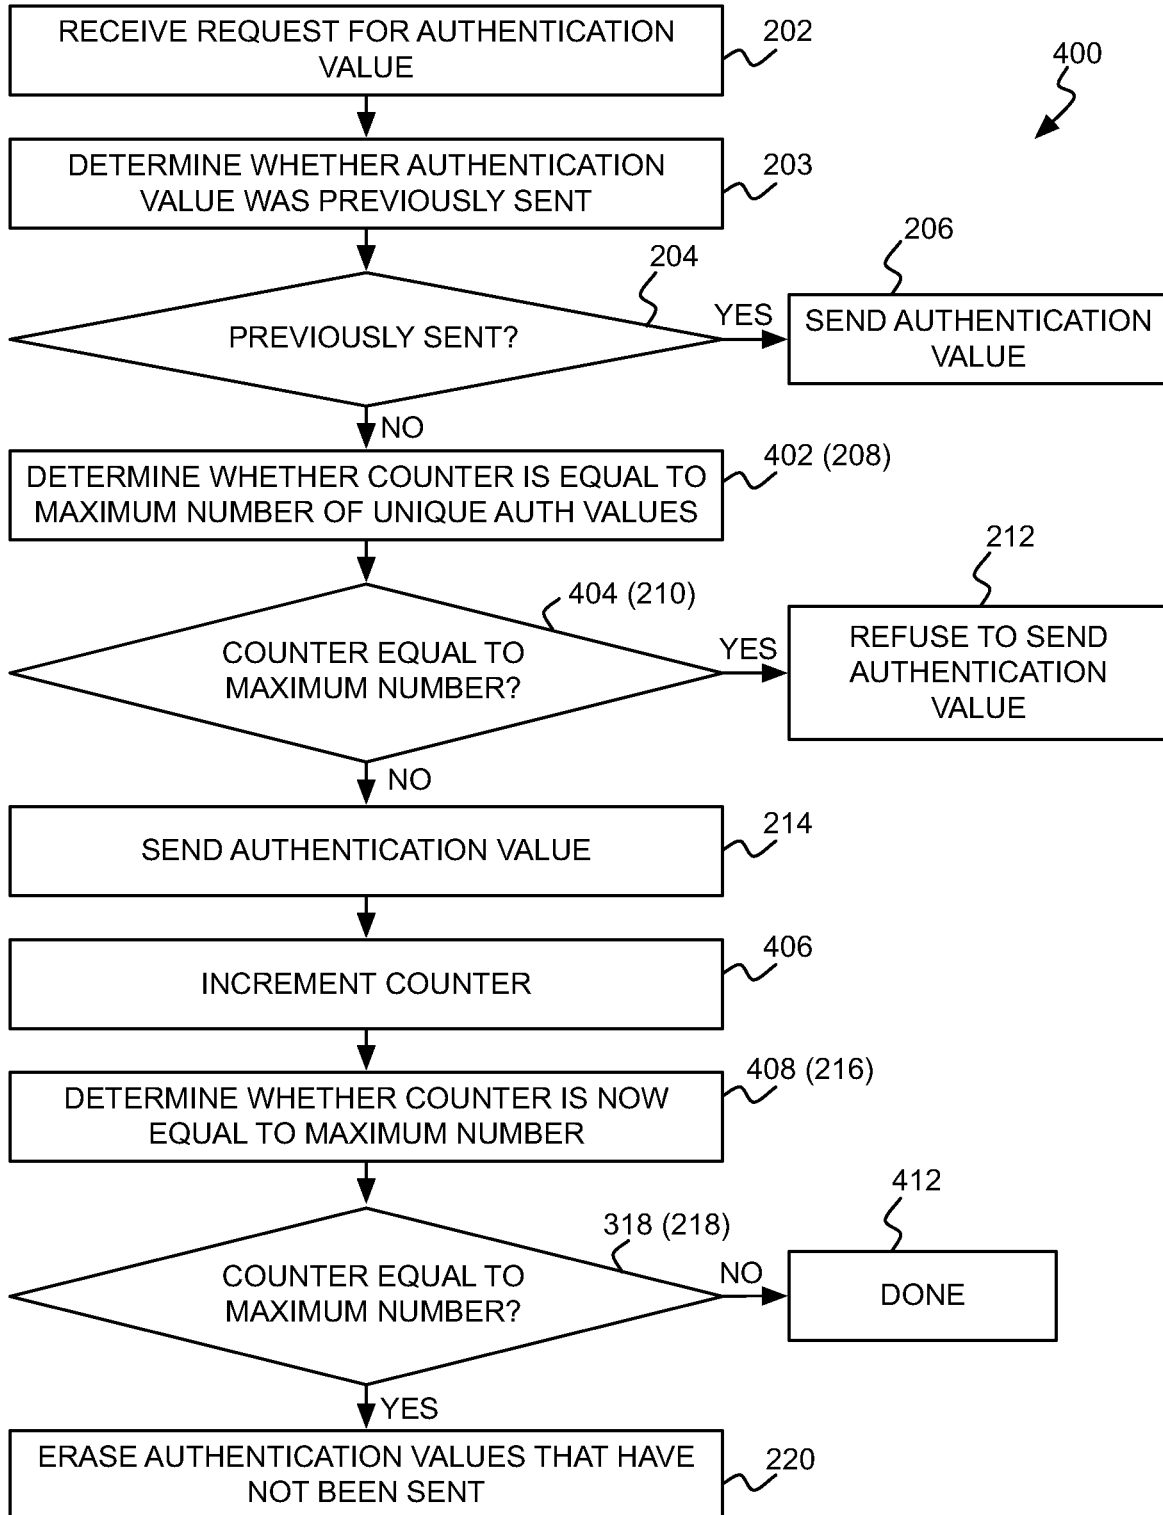 RECEIVE REQUEST FOR AUTHENTICATION
VALUE
202
400
DETERMINE WHETHER AUTHENTICATION
VALUE WAS PREVIOUSLY SENT
203
204
206
PREVIOUSLY SENT?
YES
SEND AUTHENTICATION
VALUE
NO
DETERMINE WHETHER COUNTER IS EQUAL TO
MAXIMUM NUMBER OF UNIQUE AUTH VALUES
402 (208)
404 (210)
212
COUNTER EQUAL TO
MAXIMUM NUMBER?
YES
REFUSE TO SEND
AUTHENTICATION
VALUE
NO
SEND AUTHENTICATION VALUE
214
INCREMENT COUNTER
406
DETERMINE WHETHER COUNTER IS NOW
EQUAL TO MAXIMUM NUMBER
408 (216)
318 (218)
412
COUNTER EQUAL TO
MAXIMUM NUMBER?
NO
DONE
YES
ERASE AUTHENTICATION VALUES THAT HAVE
NOT BEEN SENT
220